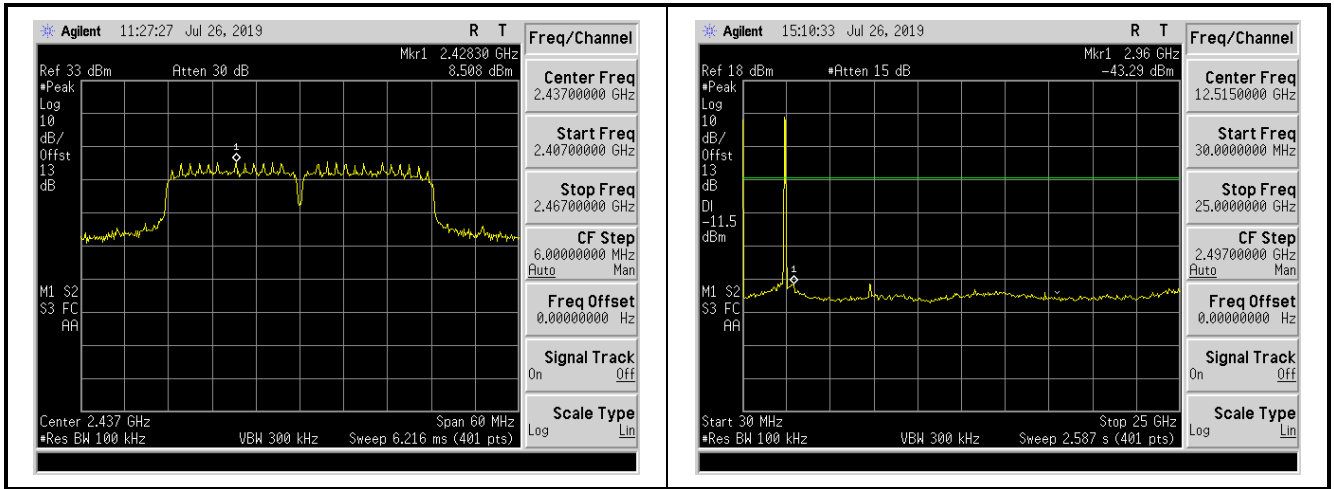 Agilent 11:27:27 Jul 26, 2019 R T
Mkr1 2.42830 GHz
Ref 33 dBm Atten 30 dB 8.508 dBm
#Peak
Log
10
dB/
Offst
13
dB
1
M1 S2
S3 FC
AA
Center 2.437 GHz Span 60 MHz
#Res BW 100 kHz VBW 300 kHz Sweep 6.216 ms (401 pts)
Freq/Channel
Center Freq
2.43700000 GHz
Start Freq
2.40700000 GHz
Stop Freq
2.46700000 GHz
CF Step
6.00000000 MHz
Auto Man
Freq Offset
0.00000000 Hz
Signal Track
On Off
Scale Type
Log Lin
Agilent 15:10:33 Jul 26, 2019 R T
Mkr1 2.96 GHz
Ref 18 dBm #Atten 15 dB -43.29 dBm
#Peak
Log
10
dB/
Offst
13
dB
DI
-11.5
dBm
1
M1 S2
S3 FC
AA
Start 30 MHz Stop 25 GHz
#Res BW 100 kHz VBW 300 kHz Sweep 2.587 s (401 pts)
Freq/Channel
Center Freq
12.5150000 GHz
Start Freq
30.0000000 MHz
Stop Freq
25.0000000 GHz
CF Step
2.49700000 GHz
Auto Man
Freq Offset
0.00000000 Hz
Signal Track
On Off
Scale Type
Log Lin